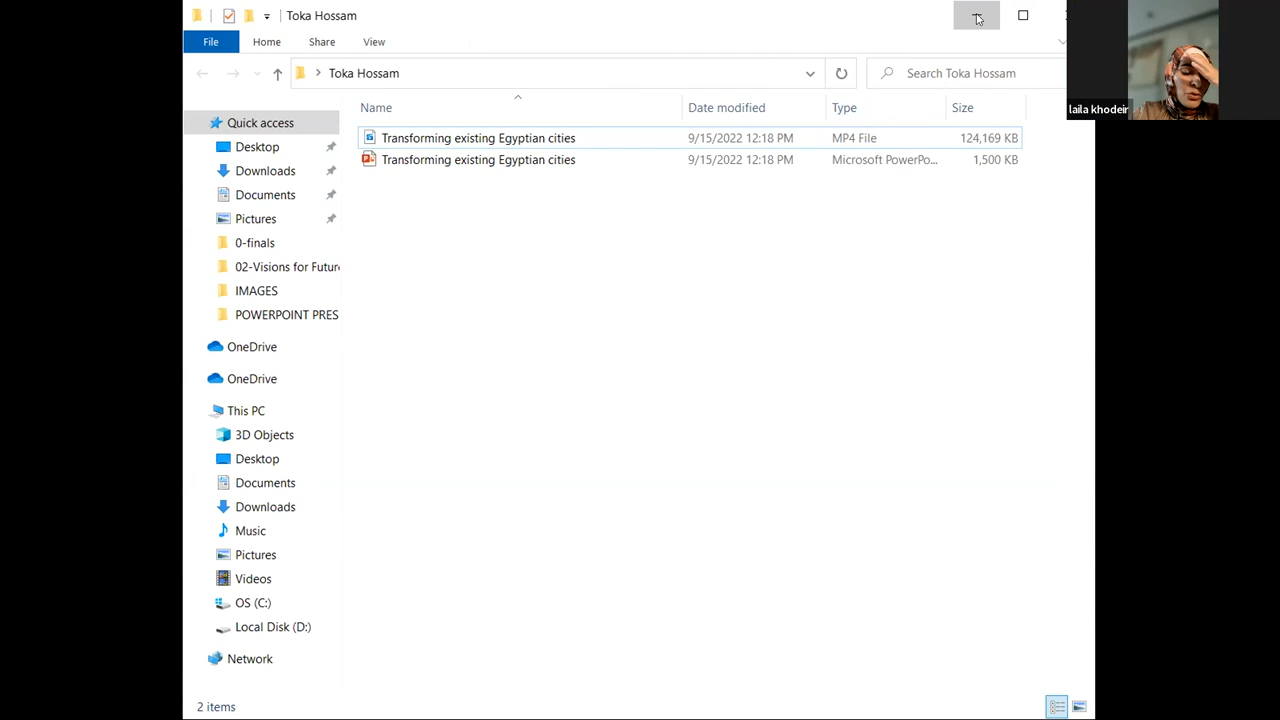 Toka Hossam
File Home Share View
Toka Hossam
Search Toka Hossam
laila khodeir
Name Date modified Type Size
Quick access
Transforming existing Egyptian cities 9/15/2022 12:18 PM MP4 File 124,169 KB
Desktop
Transforming existing Egyptian cities 9/15/2022 12:18 PM Microsoft PowerPo... 1,500 KB
Downloads
Documents
Pictures
0-finals
02-Visions for Future
IMAGES
POWERPOINT PRES
OneDrive
OneDrive
This PC
3D Objects
Desktop
Documents
Downloads
Music
Pictures
Videos
OS (C:)
Local Disk (D:)
Network
2 items